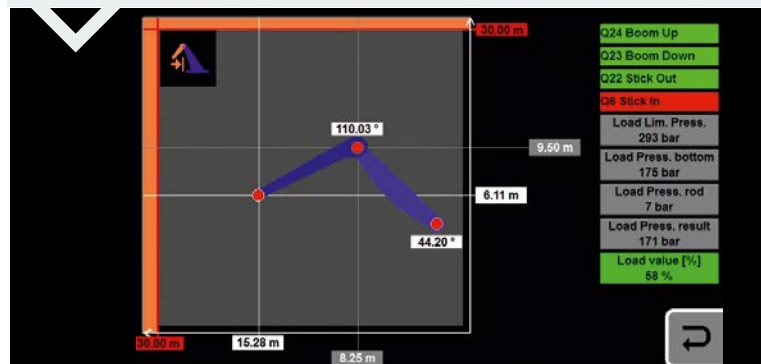 30.00 m
110.03 °
9.50 m
6.11 m
44.20 °
30.00 m
15.28 m
8.25 m
Q24 Boom Up
Q23 Boom Down
Q22 Stick Out
Q6 Stick In
Load Lim. Press.
293 bar
Load Press. bottom
175 bar
Load Press. rod
7 bar
Load Press. result
171 bar
Load value [%]
58 %